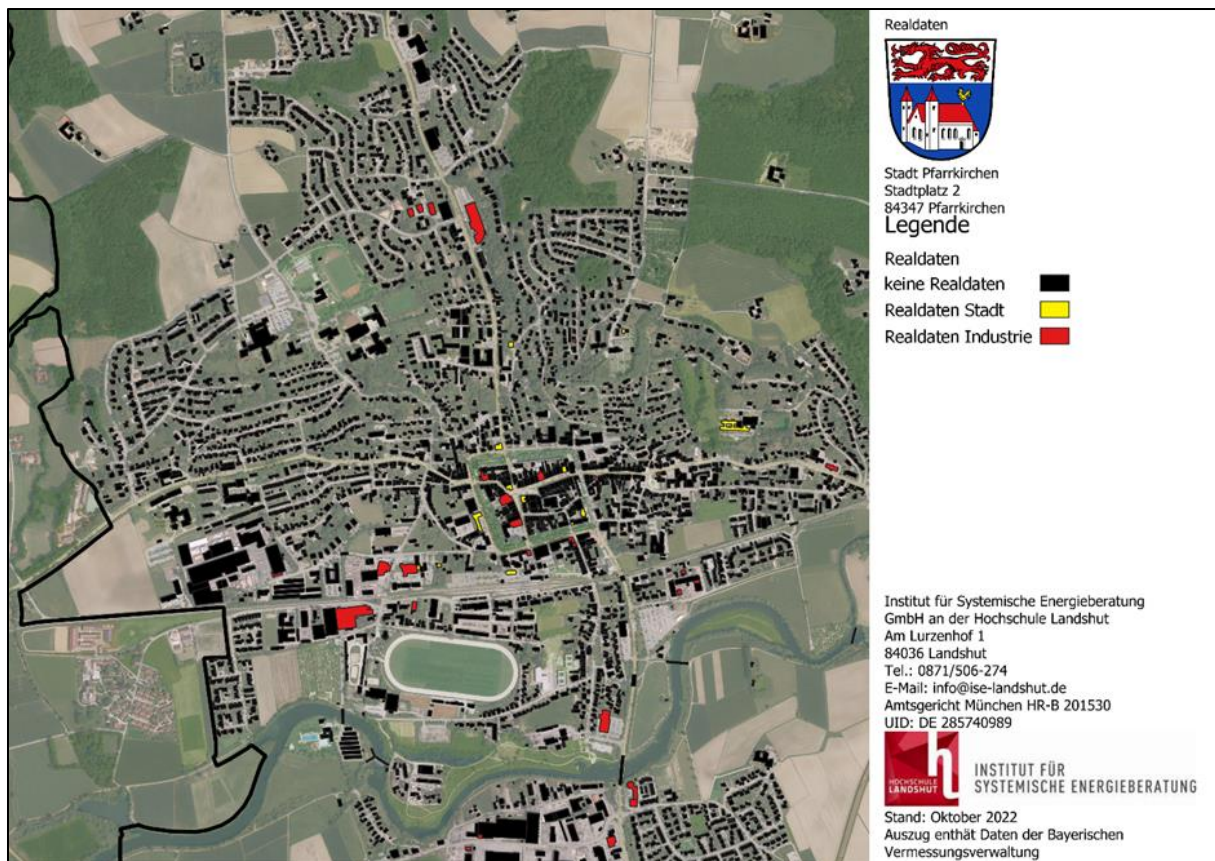 Realdaten
Stadt Pfarrkirchen
Stadtplatz 2
84347 Pfarrkirchen
Legende
Realdaten
keine Realdaten
Realdaten Stadt
Realdaten Industrie
Institut für Systemische Energieberatung
GmbH an der Hochschule Landshut
Am Lurzenhof 1
84036 Landshut
Tel.: 0871/506-274
E-Mail: info@ise-landshut.de
Amtsgericht München HR-B 201530
UID: DE 285740989
h
HOCHSCHULE
LANDSHUT
INSTITUT FÜR
SYSTEMISCHE ENERGIEBERATUNG
Stand: Oktober 2022
Auszug enthät Daten der Bayerischen
Vermessungsverwaltung